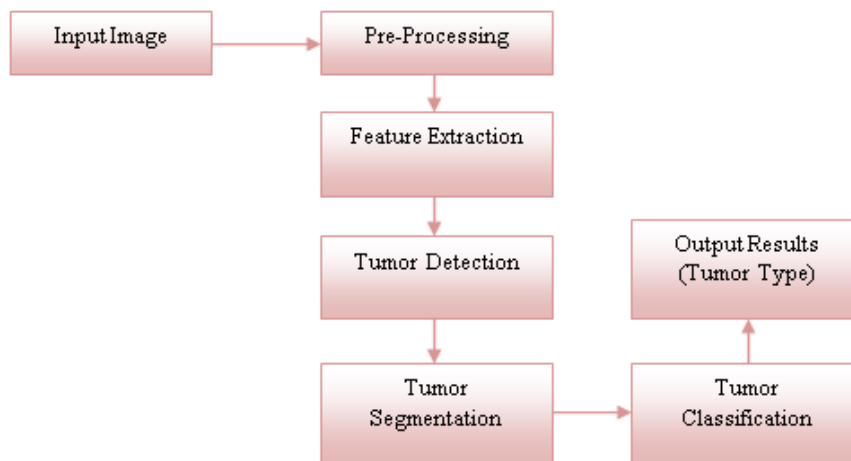 Input Image
Pre-Processing
Feature Extraction
Tumor Detection
Tumor
Segmentation
Tumor
Classification
Output Results
(Tumor Type)